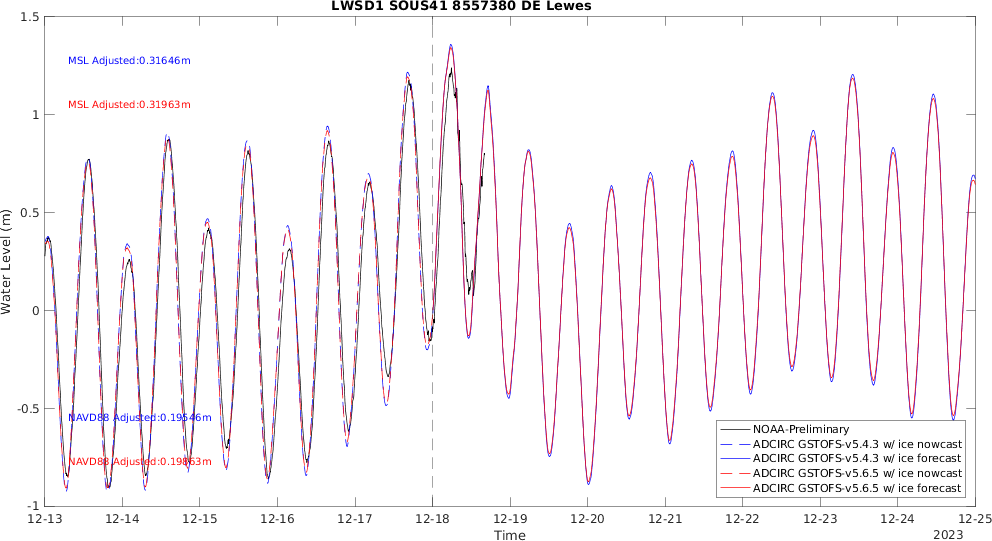 LWSD1 SOUS41 8557380 DE Lewes
1.5
1
0.5
0
-0.5
-1
Water Level (m)
MSL Adjusted:0.31646m
MSL Adjusted:0.31963m
NAVD88 Adjusted:0.19546m
NAVD88 Adjusted:0.19863m
NOAA-Preliminary
ADCIRC GSTOFS-v5.4.3 w/ ice nowcast
ADCIRC GSTOFS-v5.4.3 w/ ice forecast
ADCIRC GSTOFS-v5.6.5 w/ ice nowcast
ADCIRC GSTOFS-v5.6.5 w/ ice forecast
12-13 12-14 12-15 12-16 12-17 12-18 12-19 12-20 12-21 12-22 12-23 12-24 12-25
Time
2023